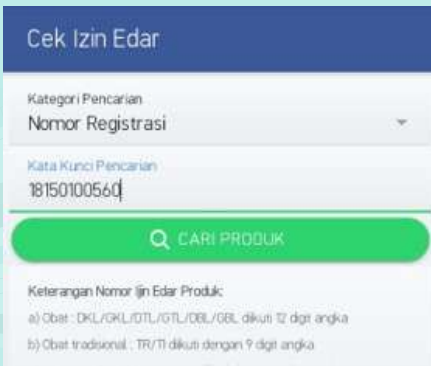 Cek Izin Edar
Kategori Pencarian
Nomor Registrasi
Kata Kunci Pencarian
18150100560
CARI PRODUK
Keterangan Nomor Ijin Edar Produk:
a) Obat : DKL/GKL/DTL/GTL/DBL/GBL diikuti 12 digit angka
b) Obat tradisional : TR/TI diikuti dengan 9 digit angka